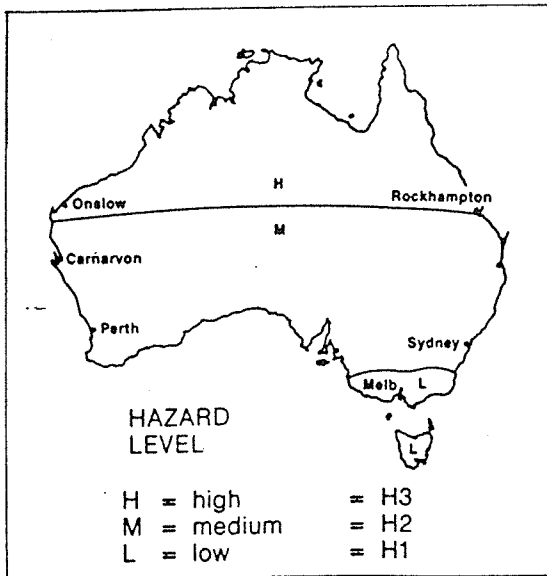 H
Onslow
Rockhampton
M
Carnarvon
Perth
Sydney
Melb
L
L
HAZARD
LEVEL
H = high = H3
M = medium = H2
L = low = H1